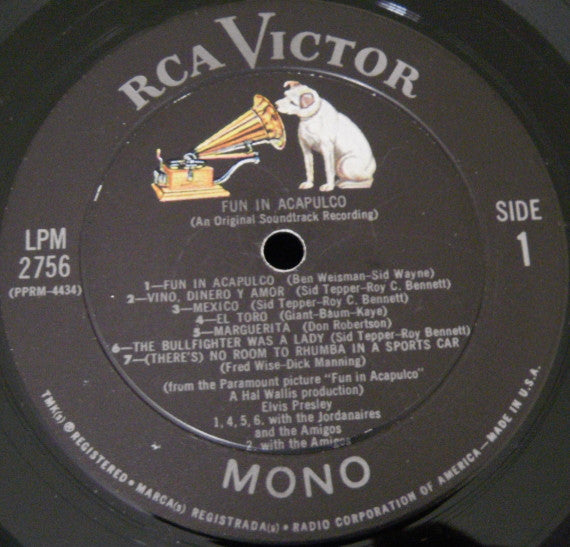 RCA VICTOR
FUN IN ACAPULCO
(An Original Soundtrack Recording)
LPM
2756
(PPRM-4434)
SIDE
1
1—FUN IN ACAPULCO (Ben Weisman-Sid Wayne)
2—VINO, DINERO Y AMOR (Sid Tepper-Roy C. Bennett)
3—MEXICO (Sid Tepper-Roy C. Bennett)
4—EL TORO (Giant-Baum-Kaye)
5—MARGUERITA (Don Robertson)
6—THE BULLFIGHTER WAS A LADY (Sid Tepper-Roy Bennett)
7—(THERE'S) NO ROOM TO RHUMBA IN A SPORTS CAR
(Fred Wise-Dick Manning)
(from the Paramount picture "Fun in Acapulco"
A Hal Wallis production)
Elvis Presley
1, 4, 5, 6, with the Jordanaires
and the Amigos
2, with the Amigos
MONO
TMK(s) ® REGISTERED • MARCA(s) REGISTRADA(s) • RADIO CORPORATION OF AMERICA—MADE IN U.S.A.